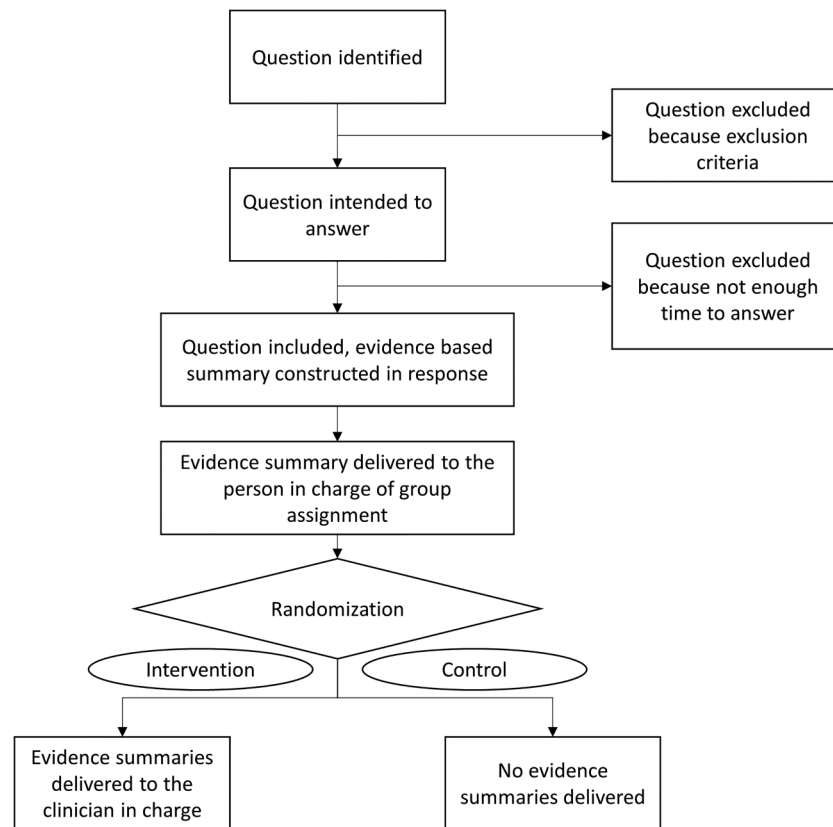 Question identified
Question excluded
because exclusion
criteria
Question intended to
answer
Question excluded
because not enough
time to answer
Question included, evidence based
summary constructed in response
Evidence summary delivered to the
person in charge of group
assignment
Randomization
Intervention
Control
Evidence summaries
delivered to the
clinician in charge
No evidence
summaries delivered